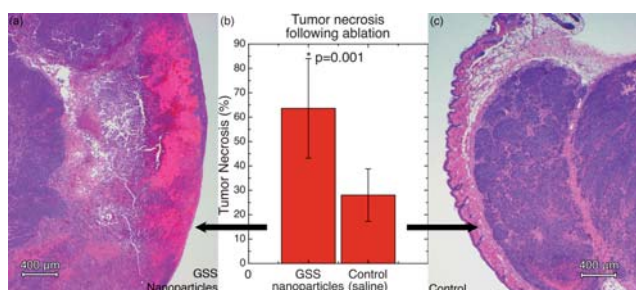 (a)
400 µm
GSS
Nanoparticles
(b)
Tumor necrosis
following ablation
Tumor Necrosis (%)
90
80
70
60
50
40
30
20
10
0
* p=0.001
GSS Control
nanoparticles (saline)
(c)
400 µm
Control